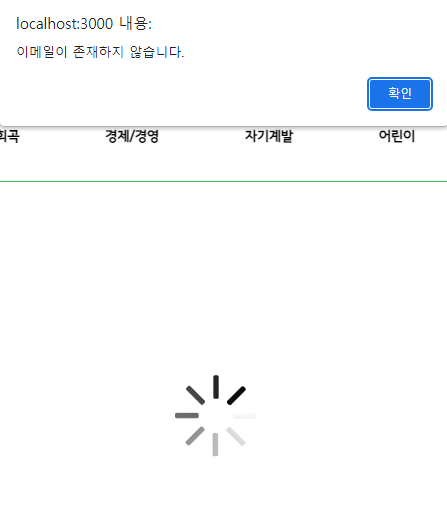 localhost:3000 내용:
이메일이 존재하지 않습니다.
확인
희곡 경제/경영 자기계발 어린이